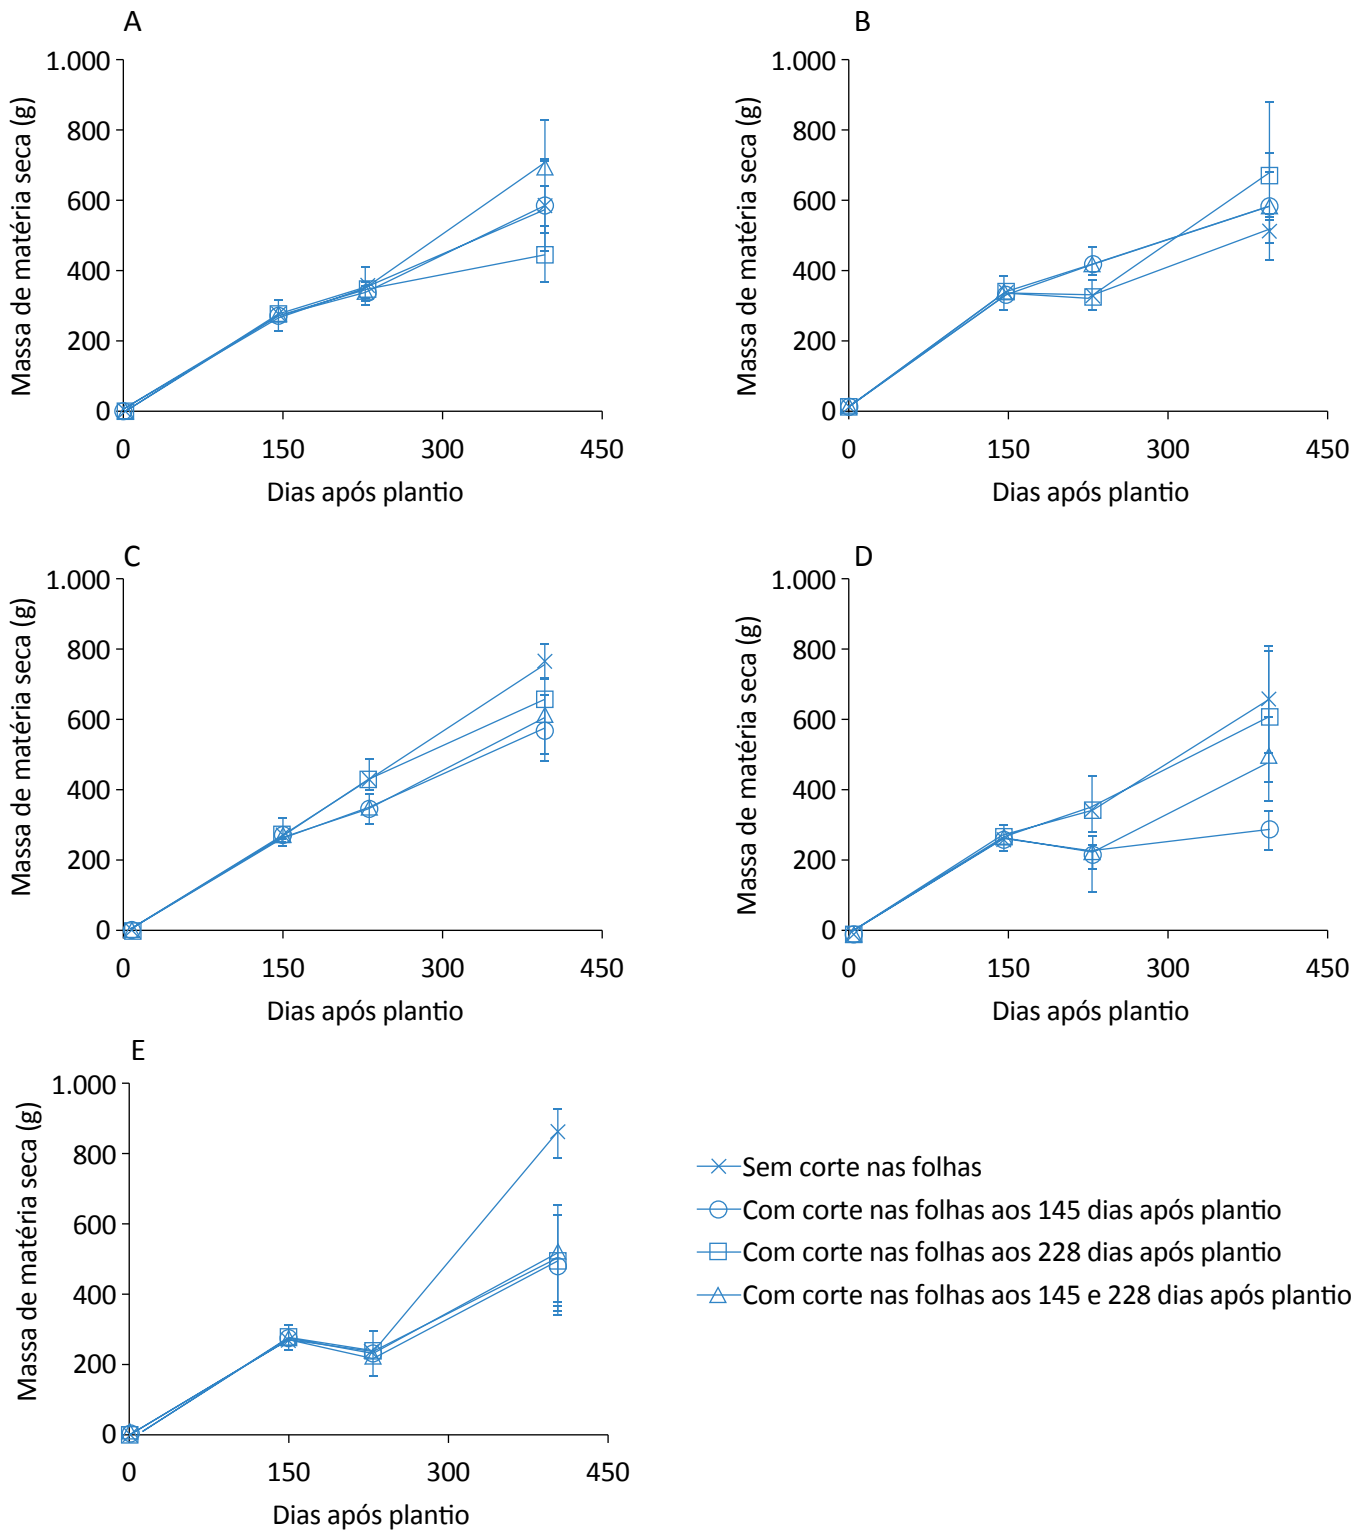 A
1.000
800
600
400
200
0
0 150 300 450
Massa de matéria seca (g)
Dias após plantio
B
1.000
800
600
400
200
0
0 150 300 450
Massa de matéria seca (g)
Dias após plantio
C
1.000
800
600
400
200
0
0 150 300 450
Massa de matéria seca (g)
Dias após plantio
D
1.000
800
600
400
200
0
0 150 300 450
Massa de matéria seca (g)
Dias após plantio
E
1.000
800
600
400
200
0
0 150 300 450
Massa de matéria seca (g)
Dias após plantio
Sem corte nas folhas
Com corte nas folhas aos 145 dias após plantio
Com corte nas folhas aos 228 dias após plantio
Com corte nas folhas aos 145 e 228 dias após plantio